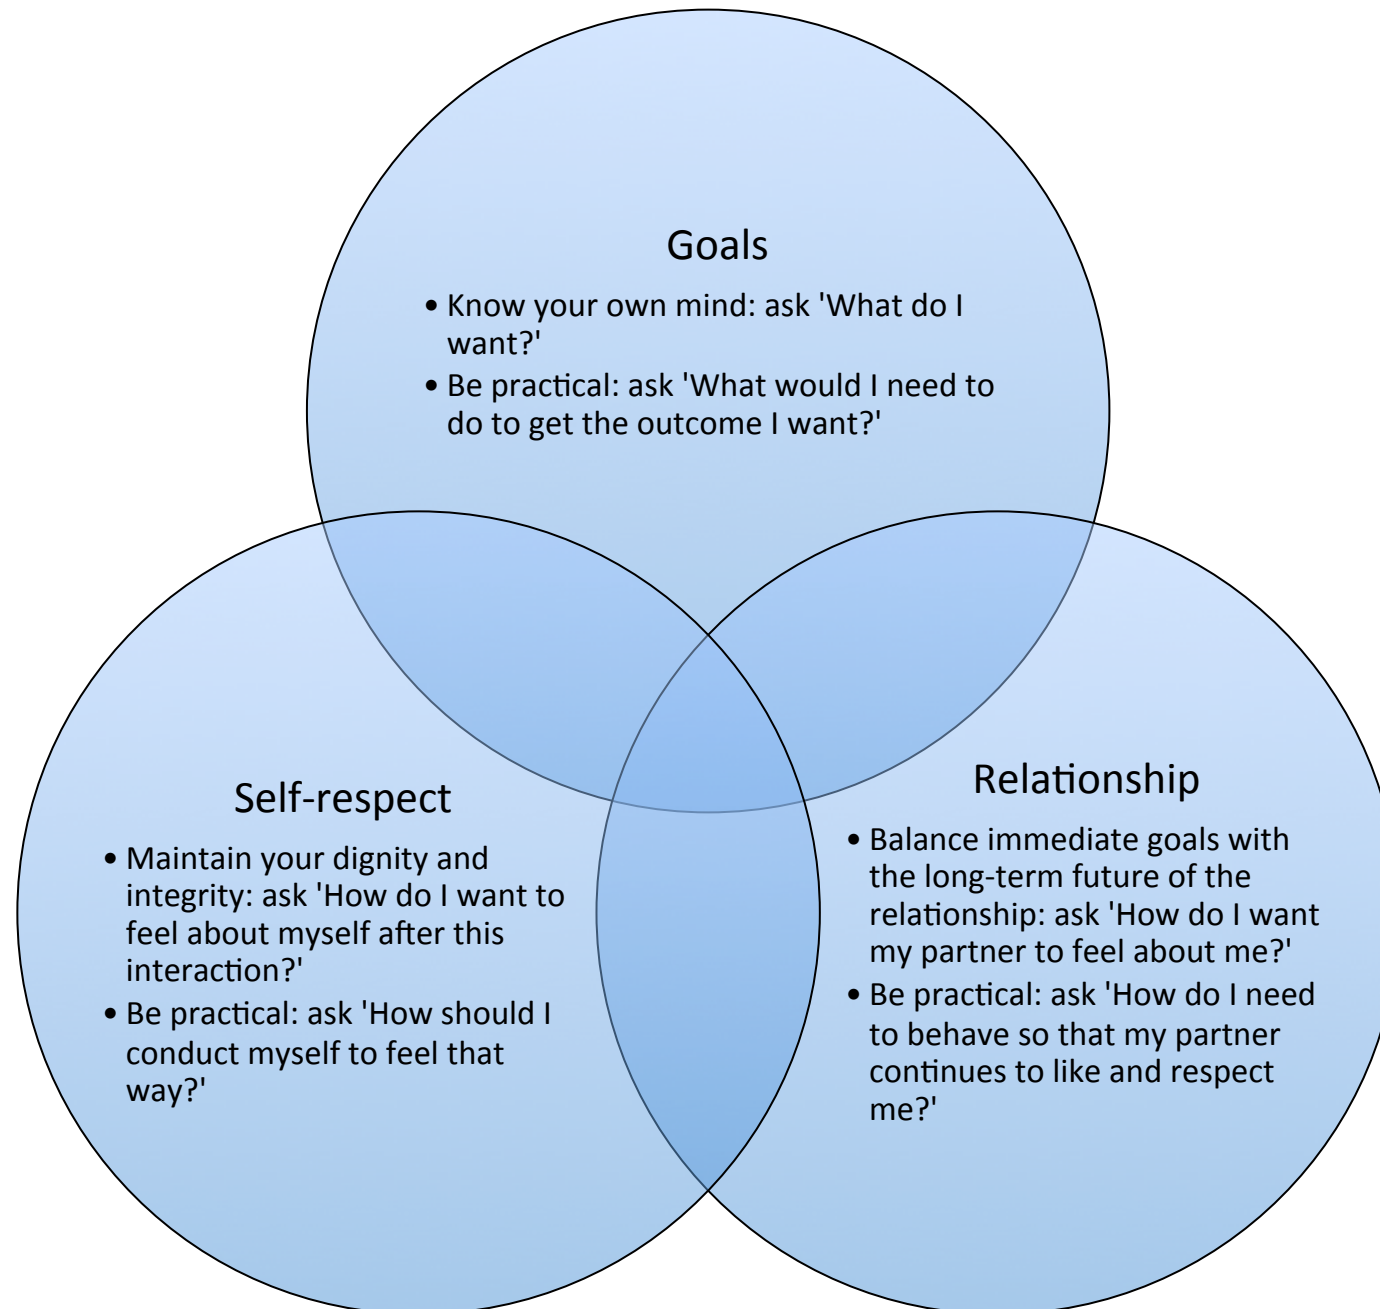 Goals
• Know your own mind: ask 'What do I
want?'
• Be practical: ask 'What would I need to
do to get the outcome I want?'
Self-respect
• Maintain your dignity and
integrity: ask 'How do I want to
feel about myself after this
interaction?'
• Be practical: ask 'How should I
conduct myself to feel that
way?'
Relationship
• Balance immediate goals with
the long-term future of the
relationship: ask 'How do I want
my partner to feel about me?'
• Be practical: ask 'How do I need
to behave so that my partner
continues to like and respect
me?'